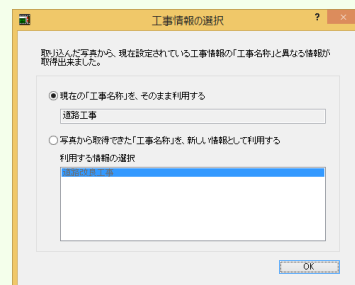 工事情報の選択
?
×
取り込んだ写真から、現在設定されている工事情報の「工事名称」と異なる情報が
取得出来ました。
現在の「工事名称」を、そのまま利用する
道路工事
写真から取得できた「工事名称」を、新しい情報として利用する
利用する情報の選択
OK